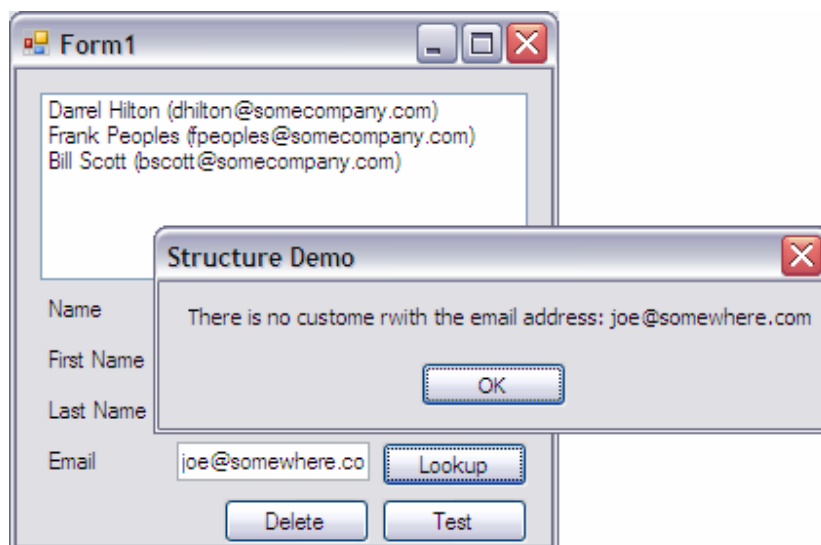 Form1
Darrel Hilton (dhilton@somecompany.com)
Frank Peoples (fpeoples@somecompany.com)
Bill Scott (bscott@somecompany.com)
Structure Demo
There is no custome rwith the email address: joe@somewhere.com
OK
Name
First Name
Last Name
Email
joe@somewhere.co
Lookup
Delete
Test